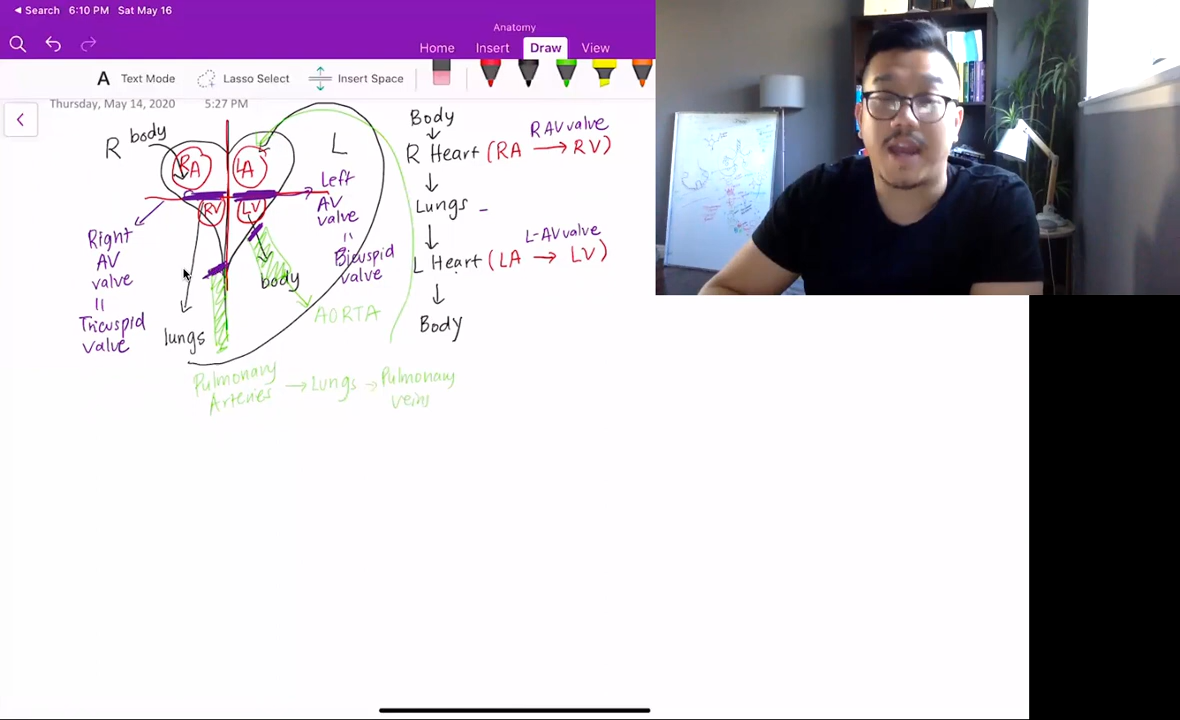 Search 6:10 PM Sat May 16
Anatomy
Home Insert Draw View
A Text Mode Lasso Select Insert Space
Thursday, May 14, 2020 5:27 PM
R body
L
RA LA
RV LV
Left
AV
valve
=
Bicuspid
valve
Right
AV
valve
=
Tricuspid
valve
lungs
body
AORTA
Pulmonary
Arteries
→ Lungs → Pulmonary
veins
Body
↓
R AV valve
R Heart (RA → RV)
↓
Lungs -
↓
L-AV valve
L Heart (LA → LV)
↓
Body